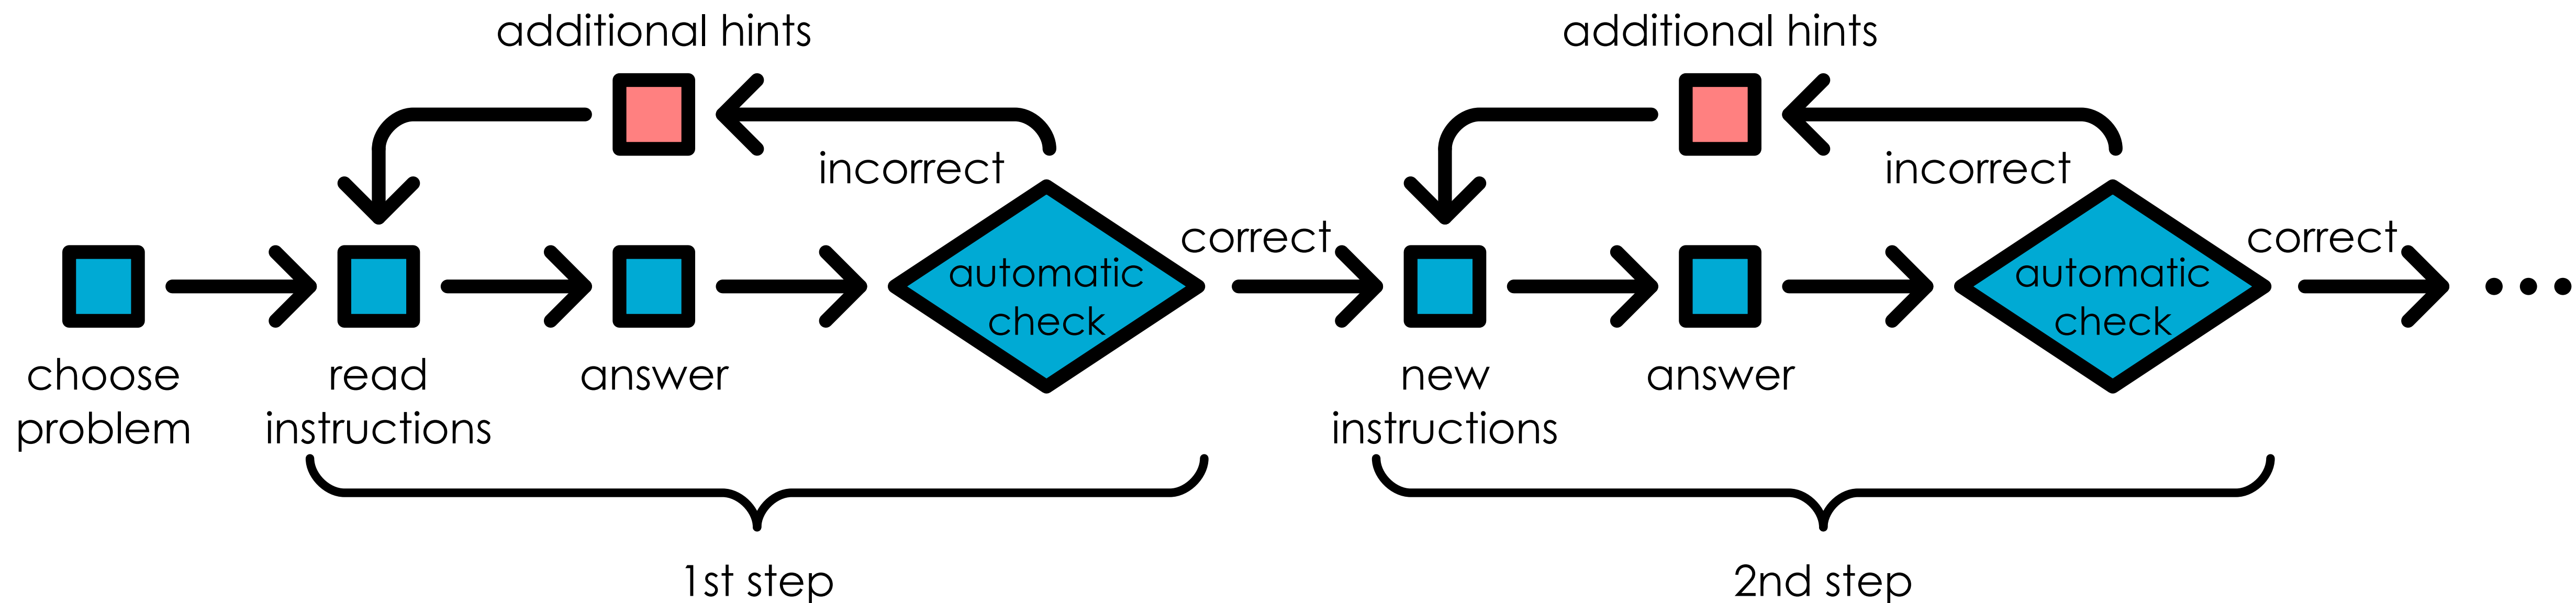 additional hints
additional hints
incorrect
incorrect
correct
correct
automatic
check
automatic
check
choose
problem
read
instructions
answer
new
instructions
answer
1st step
2nd step